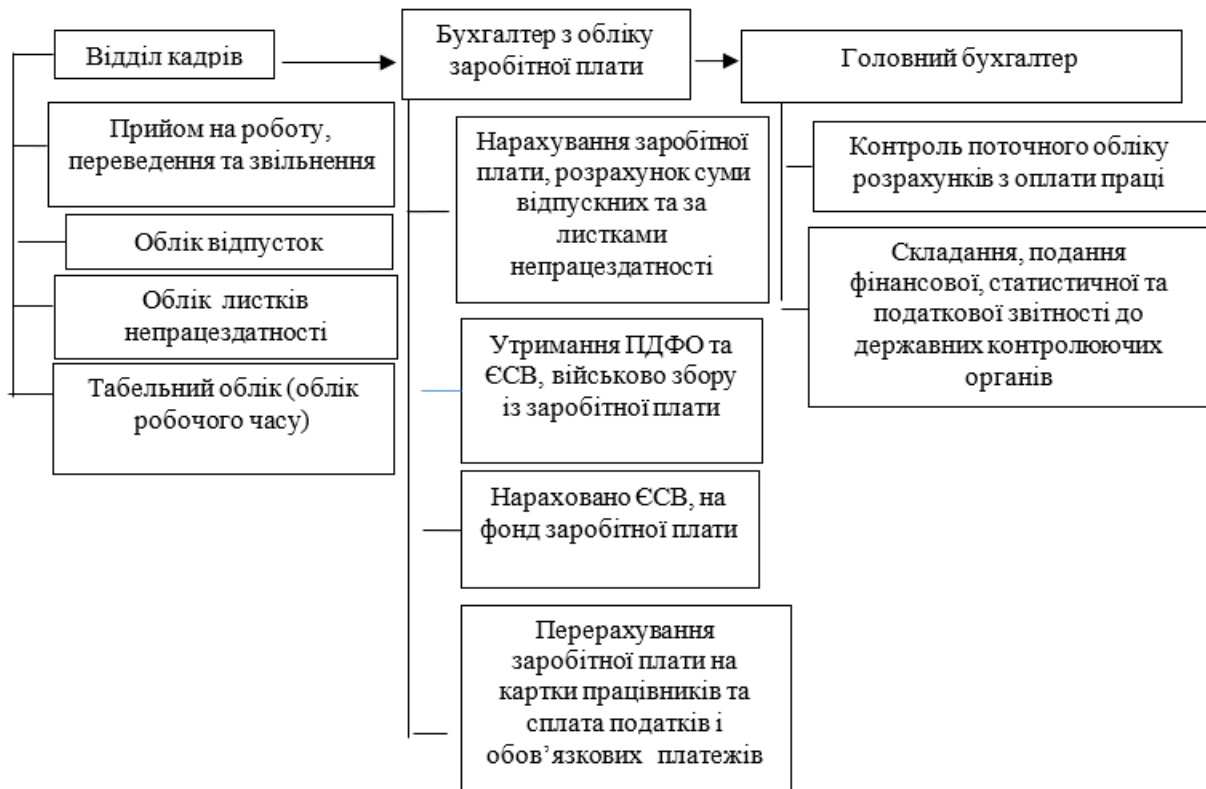 Відділ кадрів
Прийом на роботу,
переведення та звільнення
Облік відпусток
Облік листків
непрацездатності
Табельний облік (облік
робочого часу)
Бухгалтер з обліку
заробітної плати
Нарахування заробітної
плати, розрахунок суми
відпускних та за
листками
непрацездатності
Утримання ПДФО та
ЄСВ, військово збору
із заробітної плати
Нараховано ЄСВ, на
фонд заробітної плати
Перерахування
заробітної плати на
картки працівників та
сплата податків і
обов’язкових платежів
Головний бухгалтер
Контроль поточного обліку
розрахунків з оплати праці
Складання, подання
фінансової, статистичної та
податкової звітності до
державних контролюючих
органів